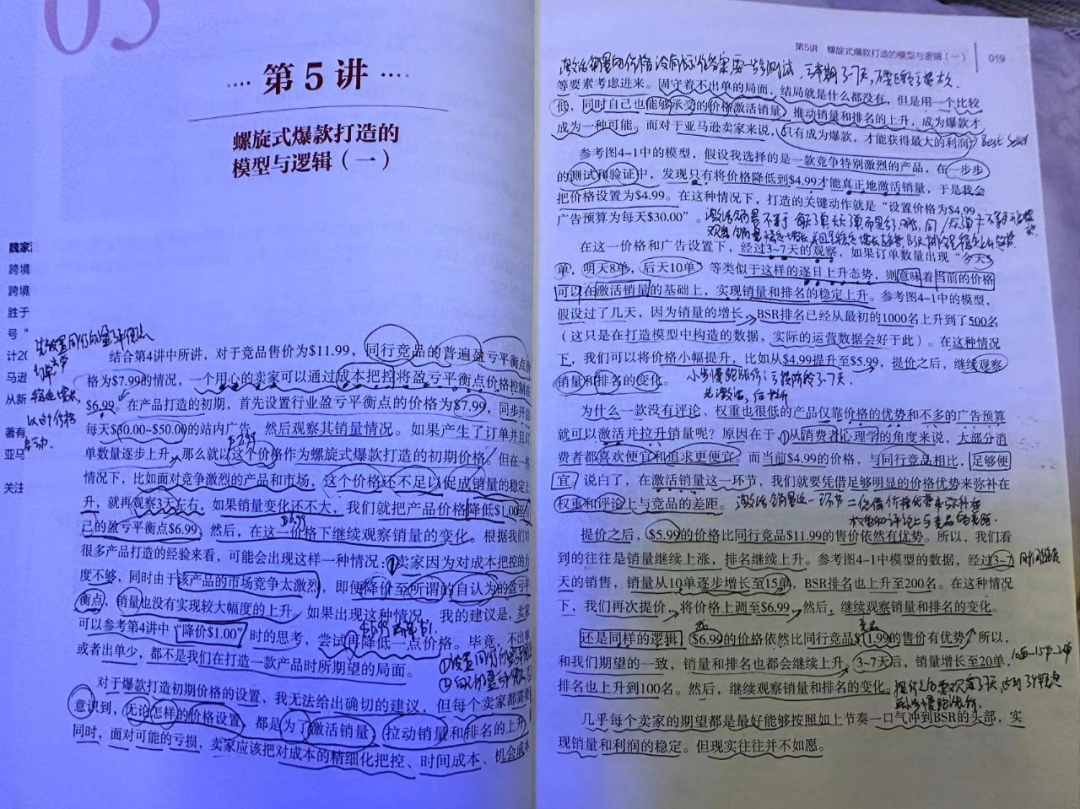 05
第5讲
螺旋式爆款打造的
模型与逻辑（一）
魏家
跨境
跨境
胜于
号
计20
马进
从新
著有
亚马
关注
结合第4讲中所讲，对于竞品售价为$11.99，同行竞品的普遍盈亏平衡点
格为$7.99的情况，一个用心的卖家可以通过成本把控将盈亏平衡点价格控制在
$6.99。在产品打造的初期，首先设置行业盈亏平衡点的价格为$7.99，同步开启
每天$30.00~$50.00的站内广告，然后观察其销量情况。如果产生了订单并且订
单数量逐步上升，那么就以这个价格作为螺旋式爆款打造的初期价格。但在一些
情况下，比如面对竞争激烈的产品和市场，这个价格还不足以促成销量的稳定上
升，就再观察3天左右，如果销量变化还不大，我们就把产品价格降低$1.00到自
己的盈亏平衡点$6.99，然后，在这一价格下继续观察销量的变化。根据我们对
很多产品打造的经验来看，可能会出现这样一种情况：卖家因为对成本把控的力
度不够，同时由于该产品的市场竞争太激烈，即便降价至所谓的自认为的盈亏平
衡点，销量也没有实现较大幅度的上升。如果出现这种情况，我的建议是，卖家
可以参考第4讲中“降价$1.00”时的思考，尝试再降低一点价格。毕竟，不出单
或者出单少，都不是我们在打造一款产品时所期望的局面。
对于爆款打造初期价格的设置，我无法给出确切的建议，但每个卖家都需要
意识到，无论怎样的价格设置，都是为了激活销量，拉动销量和排名的上升，
同时，面对可能的亏损，卖家应该把对成本的精细化把控、时间成本、机会成本
第5讲 螺旋式爆款打造的模型与逻辑（一） 019
等要素考虑进来。固守着不出单的局面，结局就是什么都没有，但是用一个比较
低、同时自己也能够承受的价格激活销量，推动销量和排名的上升，成为爆款才
成为一种可能。而对于亚马逊卖家来说，只有成为爆款，才能获得最大的利润。
Best Seller
参考图4-1中的模型，假设我选择的是一款竞争特别激烈的产品，在一步步
的测试和验证中，发现只有将价格降低到$4.99才能真正地激活销量，于是我会
把价格设置为$4.99。在这种情况下，打造的关键动作就是“设置价格为$4.99，
广告预算为每天$30.00”。
在这一价格和广告设置下，经过3~7天的观察，如果订单数量出现“今天5
单，明天8单，后天10单”等类似于这样的逐日上升态势，则意味着当前的价格
可以在激活销量的基础上，实现销量和排名的稳定上升。参考图4-1中的模型，
假设过了几天，因为销量的增长，BSR排名已经从最初的1000名上升到了500名
（这只是在打造模型中构造的数据，实际的运营数据会好于此）。在这种情况
下，我们可以将价格小幅提升，比如从$4.99提升至$5.99，提价之后，继续观察
销量和排名的变化。
为什么一款没有评论、权重也很低的产品仅靠价格的优势和不多的广告预算
就可以激活并拉升销量呢？原因在于，从消费者心理学的角度来说，大部分消
费者都喜欢便宜和追求更便宜。而当前$4.99的价格，与同行竞品相比，足够便
宜。说白了，在激活销量这一环节，我们就要凭借足够明显的价格优势来弥补在
权重和评论上与竞品的差距。
提价之后，$5.99的价格比同行竞品$11.99的售价依然有优势。所以，我们看
到的往往是销量继续上涨，排名继续上升。参考图4-1中模型的数据，经过3~7
天的销售，销量从10单逐步增长至15单，BSR排名也上升至200名。在这种情况
下，我们再次提价，将价格上调至$6.99，然后，继续观察销量和排名的变化。
还是同样的逻辑，$6.99的价格依然比同行竞品$11.99的售价有优势，所以，
和我们期望的一致，销量和排名也都会继续上升。3~7天后，销量增长至20单，
排名也上升到100名。然后，继续观察销量和排名的变化。
几乎每个卖家的期望都是最好能够按照如上节奏一口气冲到BSR的头部，实
现销量和利润的稳定。但现实往往并不如愿。